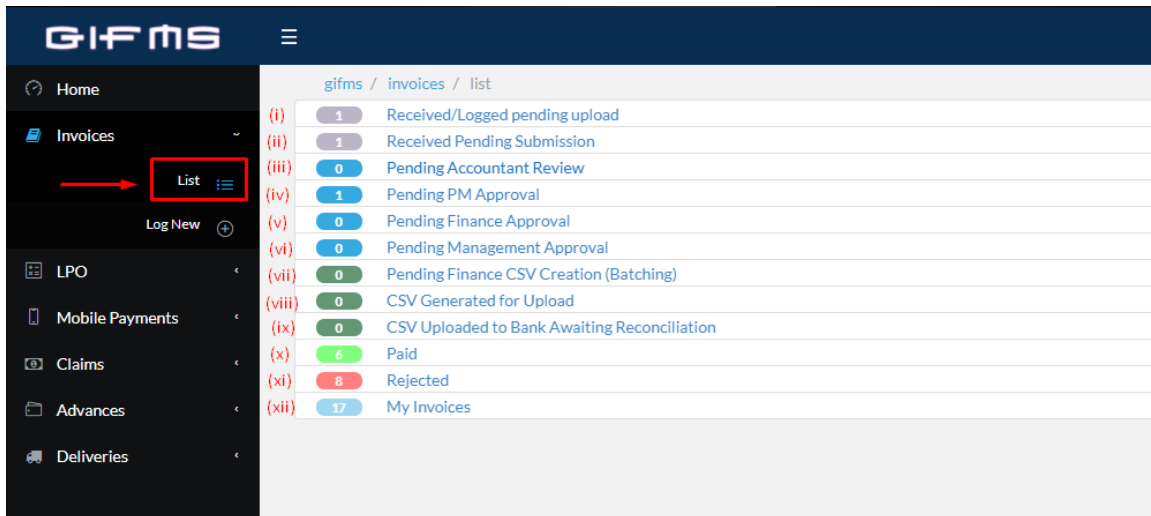 GIFMS
Home
Invoices
List
Log New
LPO
Mobile Payments
Claims
Advances
Deliveries
gifms / invoices / list
(i) 1 Received/Logged pending upload
(ii) 1 Received Pending Submission
(iii) 0 Pending Accountant Review
(iv) 1 Pending PM Approval
(v) 0 Pending Finance Approval
(vi) 0 Pending Management Approval
(vii) 0 Pending Finance CSV Creation (Batching)
(viii) 0 CSV Generated for Upload
(ix) 0 CSV Uploaded to Bank Awaiting Reconciliation
(x) 6 Paid
(xi) 8 Rejected
(xii) 17 My Invoices